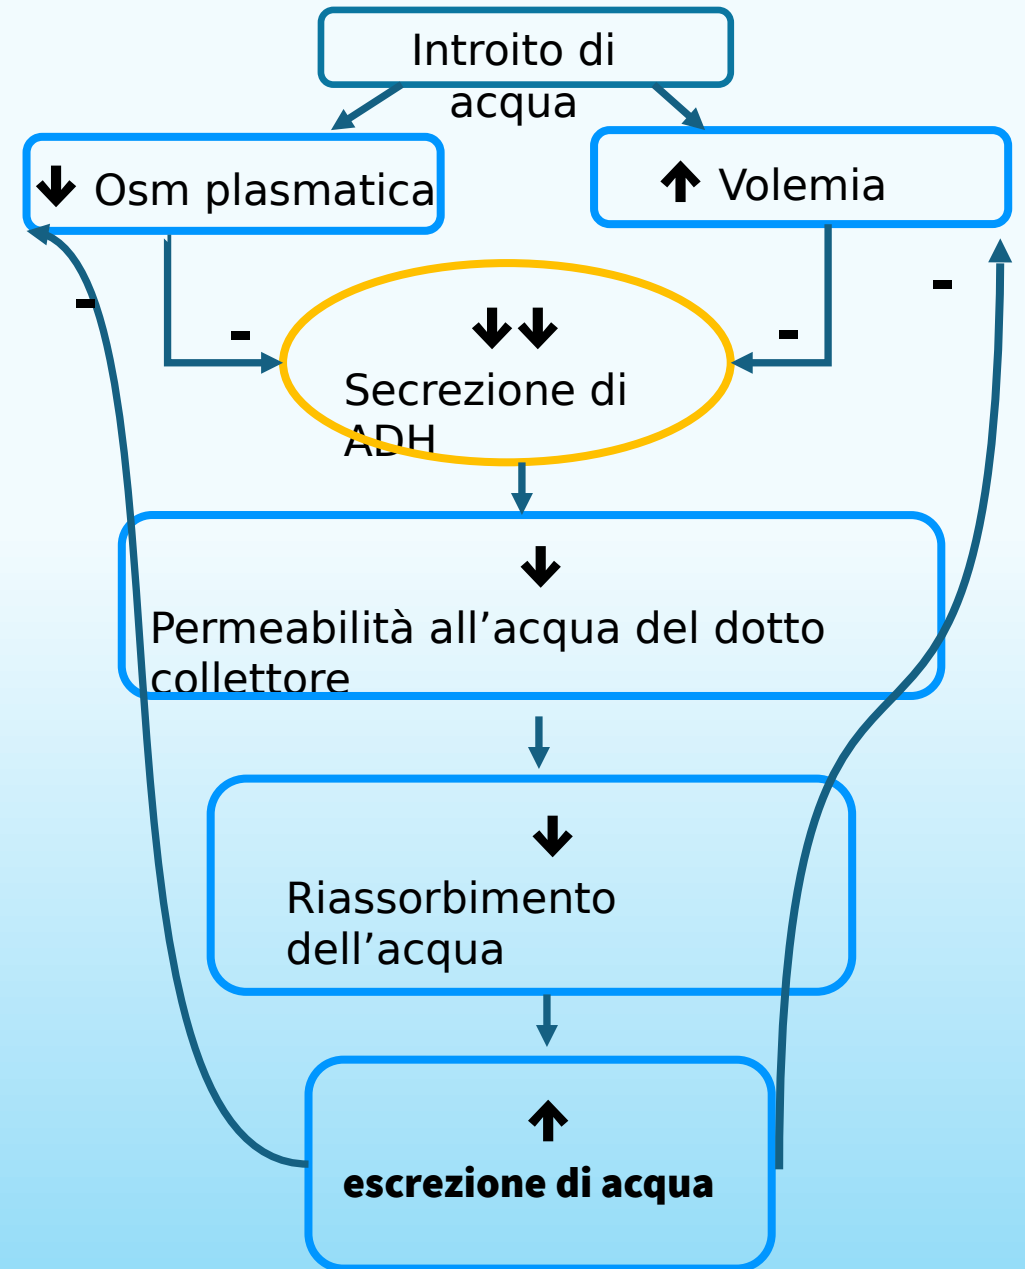 Introito di
acqua
🡻 Osm plasmatica
🡹 Volemia
-
-
-
-
🡻🡻
Secrezione di
ADH
🡻
Permeabilità all’acqua del dotto
collettore
🡻
Riassorbimento
dell’acqua
🡹
escrezione di acqua